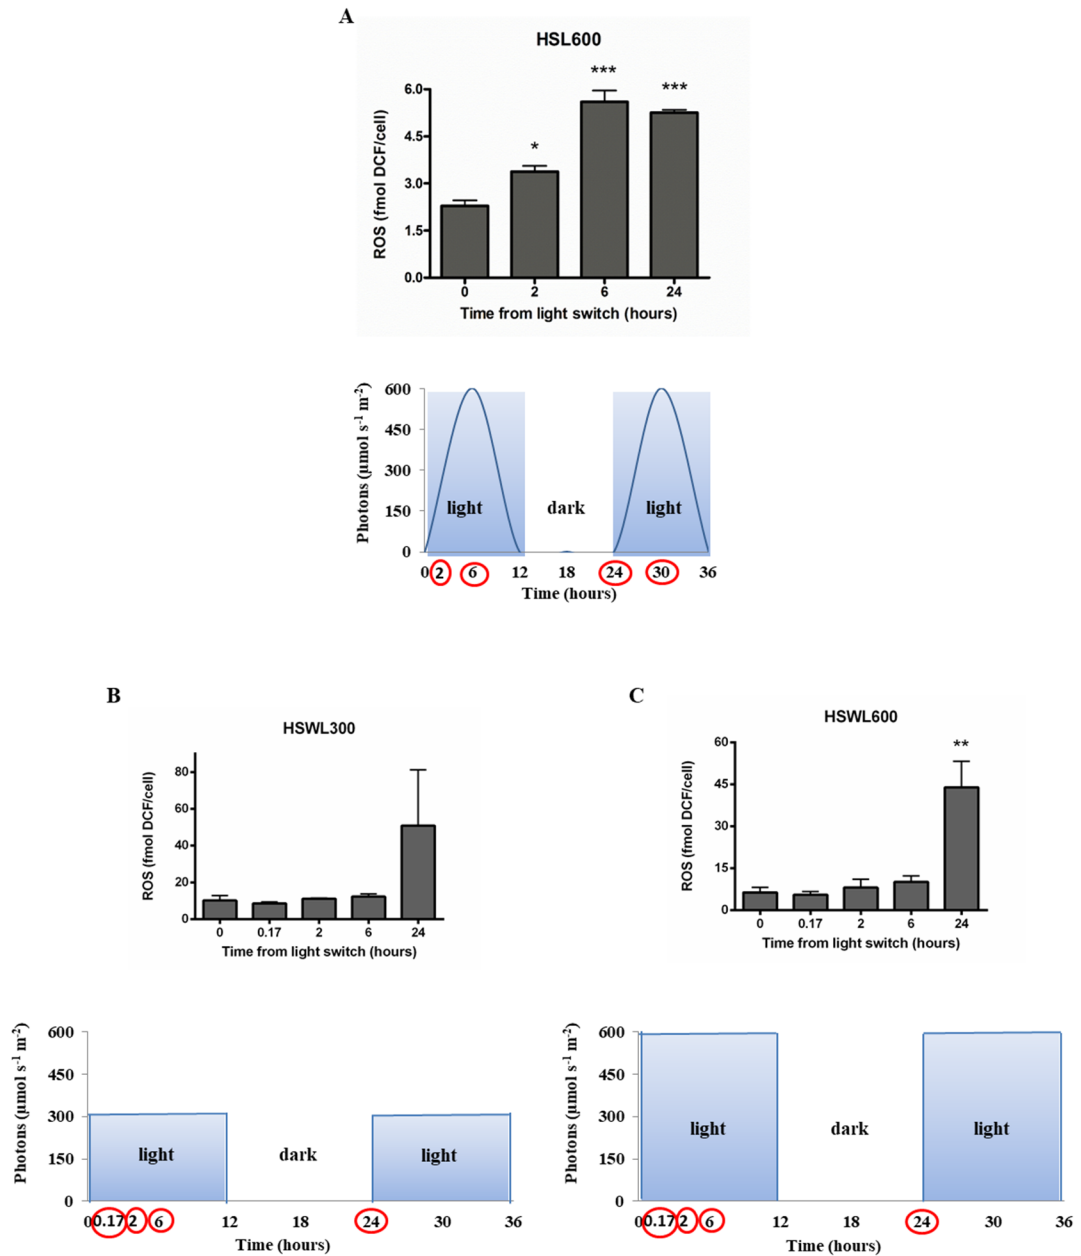 A
HSL600
***
***
*
6.0
4.5
3.0
1.5
0.0
ROS (fmol DCF/cell)
0 2 6 24
Time from light switch (hours)
600
450
300
150
0
Photons (µmol s-1 m-2)
light dark light
0 2 6 12 18 24 30 36
Time (hours)
B
HSWL300
80
60
40
20
0
ROS (fmol DCF/cell)
0 0.17 2 6 24
Time from light switch (hours)
600
450
300
150
0
Photons (µmol s-1 m-2)
light dark light
0 0.17 2 6 12 18 24 30 36
Time (hours)
C
HSWL600
**
60
45
30
15
0
ROS (fmol DCF/cell)
0 0.17 2 6 24
Time from light switch (hours)
600
450
300
150
0
Photons (µmol s-1 m-2)
light dark light
0 0.17 2 6 12 18 24 30 36
Time (hours)